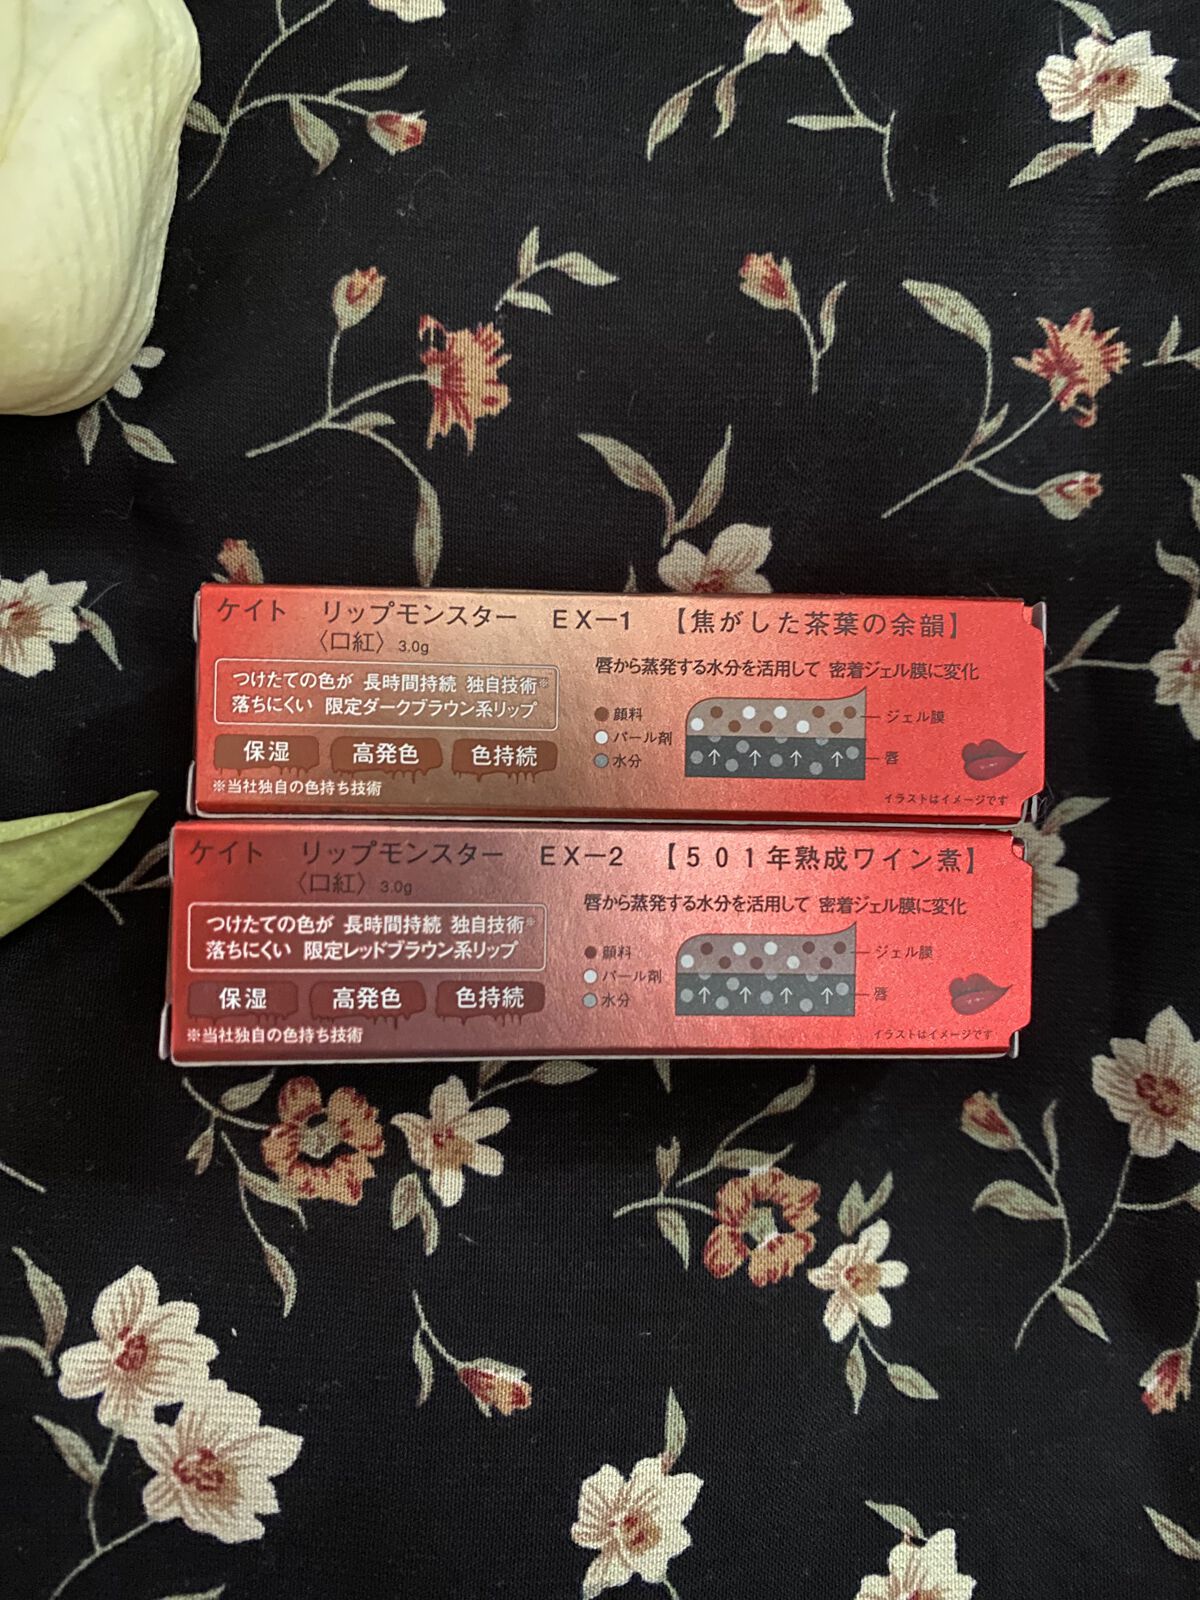 ケイト　リップモンスター　EX－1　【焦がした茶葉の余韻】
〈口紅〉3.0g
つけたての色が 長時間持続 独自技術※
落ちにくい 限定ダークブラウン系リップ
保湿 高発色 色持続
※当社独自の色持ち技術
唇から蒸発する水分を活用して 密着ジェル膜に変化
顔料
パール剤
水分
ジェル膜
唇
イラストはイメージです
ケイト　リップモンスター　EX－2　【501年熟成ワイン煮】
〈口紅〉3.0g
つけたての色が 長時間持続 独自技術※
落ちにくい 限定レッドブラウン系リップ
保湿 高発色 色持続
※当社独自の色持ち技術
唇から蒸発する水分を活用して 密着ジェル膜に変化
顔料
パール剤
水分
ジェル膜
唇
イラストはイメージです